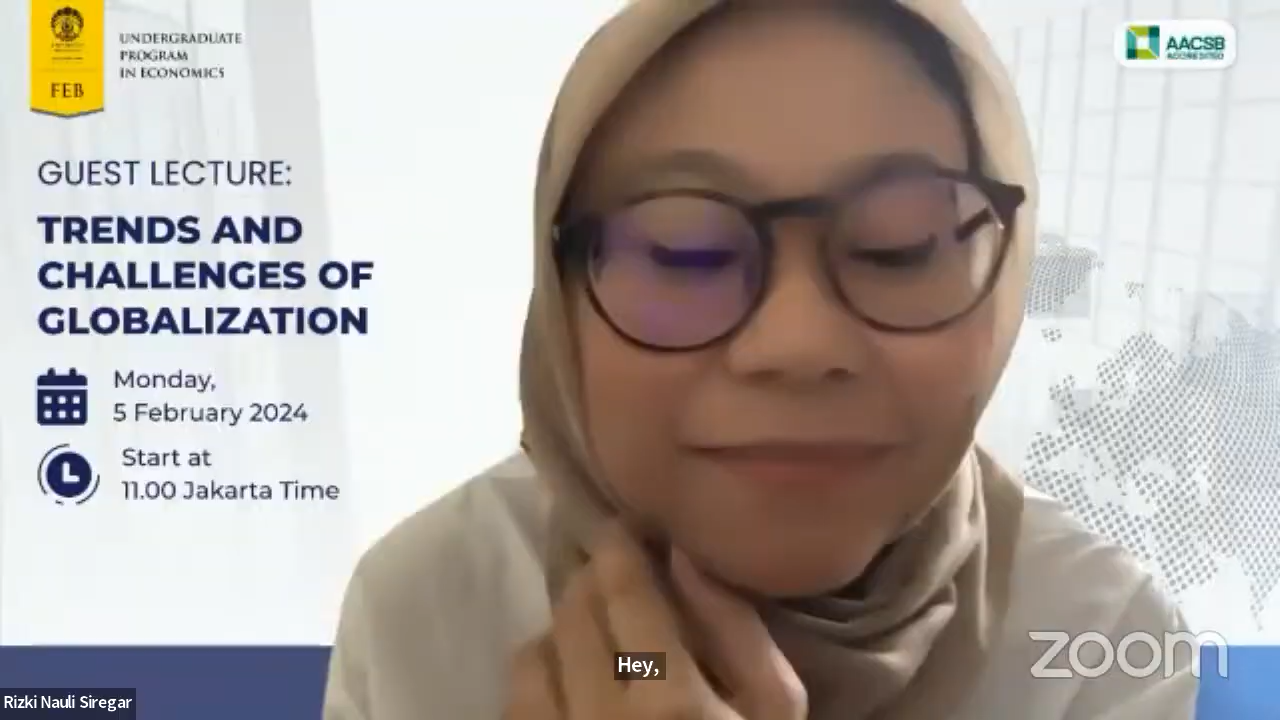 FEB
UNDERGRADUATE
PROGRAM
IN ECONOMICS
AACSB
ACCREDITED
GUEST LECTURE:
TRENDS AND
CHALLENGES OF
GLOBALIZATION
Monday,
5 February 2024
Start at
11.00 Jakarta Time
Hey,
zoom
Rizki Nauli Siregar